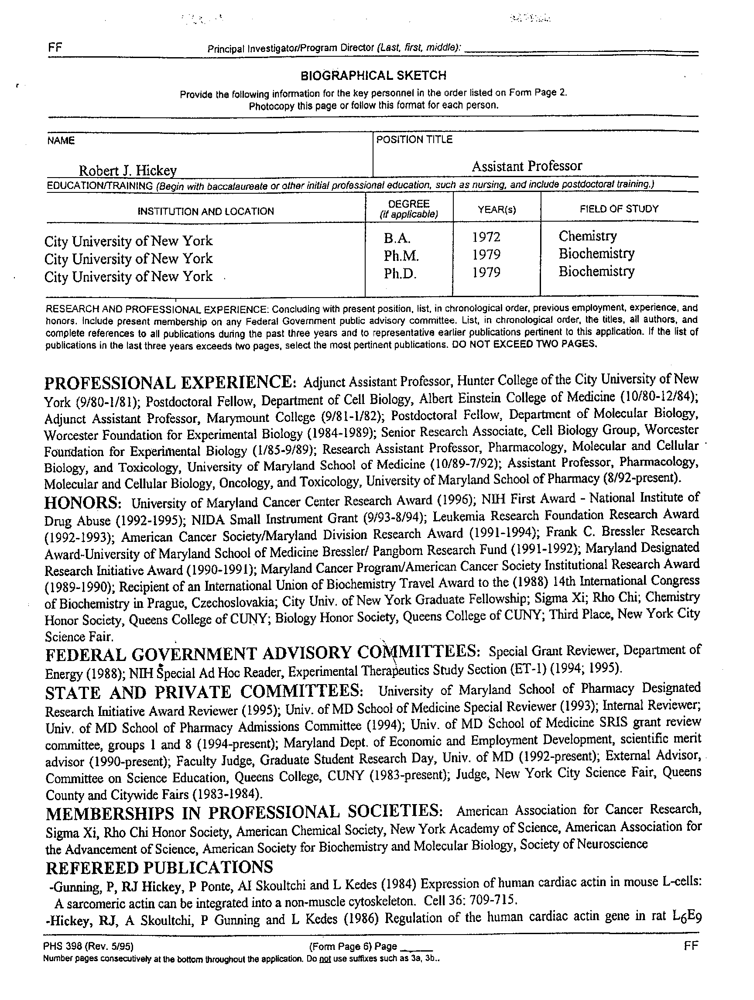 FF
Principal Investigator/Program Director (Last, first, middle):
BIOGRAPHICAL SKETCH
Provide the following information for the key personnel in the order listed on Form Page 2.
Photocopy this page or follow this format for each person.
NAME
POSITION TITLE
Robert J. Hickey
Assistant Professor
EDUCATION/TRAINING (Begin with baccalaureate or other initial professional education, such as nursing, and include postdoctoral training.)
INSTITUTION AND LOCATION
DEGREE
(if applicable)
YEAR(s)
FIELD OF STUDY
City University of New York B.A. 1972 Chemistry
City University of New York Ph.M. 1979 Biochemistry
City University of New York Ph.D. 1979 Biochemistry
RESEARCH AND PROFESSIONAL EXPERIENCE: Concluding with present position, list, in chronological order, previous employment, experience, and
honors. Include present membership on any Federal Government public advisory committee. List, in chronological order, the titles, all authors, and
complete references to all publications during the past three years and to representative earlier publications pertinent to this application. If the list of
publications in the last three years exceeds two pages, select the most pertinent publications. DO NOT EXCEED TWO PAGES.
PROFESSIONAL EXPERIENCE: Adjunct Assistant Professor, Hunter College of the City University of New
York (9/80-1/81); Postdoctoral Fellow, Department of Cell Biology, Albert Einstein College of Medicine (10/80-12/84);
Adjunct Assistant Professor, Marymount College (9/81-1/82); Postdoctoral Fellow, Department of Molecular Biology,
Worcester Foundation for Experimental Biology (1984-1989); Senior Research Associate, Cell Biology Group, Worcester
Foundation for Experimental Biology (1/85-9/89); Research Assistant Professor, Pharmacology, Molecular and Cellular
Biology, and Toxicology, University of Maryland School of Medicine (10/89-7/92); Assistant Professor, Pharmacology,
Molecular and Cellular Biology, Oncology, and Toxicology, University of Maryland School of Pharmacy (8/92-present).
HONORS: University of Maryland Cancer Center Research Award (1996); NIH First Award - National Institute of
Drug Abuse (1992-1995); NIDA Small Instrument Grant (9/93-8/94); Leukemia Research Foundation Research Award
(1992-1993); American Cancer Society/Maryland Division Research Award (1991-1994); Frank C. Bressler Research
Award-University of Maryland School of Medicine Bressler/ Pangborn Research Fund (1991-1992); Maryland Designated
Research Initiative Award (1990-1991); Maryland Cancer Program/American Cancer Society Institutional Research Award
(1989-1990); Recipient of an International Union of Biochemistry Travel Award to the (1988) 14th International Congress
of Biochemistry in Prague, Czechoslovakia; City Univ. of New York Graduate Fellowship; Sigma Xi; Rho Chi; Chemistry
Honor Society, Queens College of CUNY; Biology Honor Society, Queens College of CUNY; Third Place, New York City
Science Fair.
FEDERAL GOVERNMENT ADVISORY COMMITTEES: Special Grant Reviewer, Department of
Energy (1988); NIH Special Ad Hoc Reader, Experimental Therapeutics Study Section (ET-1) (1994; 1995).
STATE AND PRIVATE COMMITTEES: University of Maryland School of Pharmacy Designated
Research Initiative Award Reviewer (1995); Univ. of MD School of Medicine Special Reviewer (1993); Internal Reviewer;
Univ. of MD School of Pharmacy Admissions Committee (1994); Univ. of MD School of Medicine SRIS grant review
committee, groups 1 and 8 (1994-present); Maryland Dept. of Economic and Employment Development, scientific merit
advisor (1990-present); Faculty Judge, Graduate Student Research Day, Univ. of MD (1992-present); External Advisor,
Committee on Science Education, Queens College, CUNY (1983-present); Judge, New York City Science Fair, Queens
County and Citywide Fairs (1983-1984).
MEMBERSHIPS IN PROFESSIONAL SOCIETIES: American Association for Cancer Research,
Sigma Xi, Rho Chi Honor Society, American Chemical Society, New York Academy of Science, American Association for
the Advancement of Science, American Society for Biochemistry and Molecular Biology, Society of Neuroscience
REFEREED PUBLICATIONS
-Gunning, P, RJ Hickey, P Ponte, AI Skoultchi and L Kedes (1984) Expression of human cardiac actin in mouse L-cells:
A sarcomeric actin can be integrated into a non-muscle cytoskeleton. Cell 36: 709-715.
-Hickey, RJ, A Skoultchi, P Gunning and L Kedes (1986) Regulation of the human cardiac actin gene in rat L6E9
PHS 398 (Rev. 5/95) (Form Page 6) Page FF
Number pages consecutively at the bottom throughout the application. Do not use suffixes such as 3a, 3b..